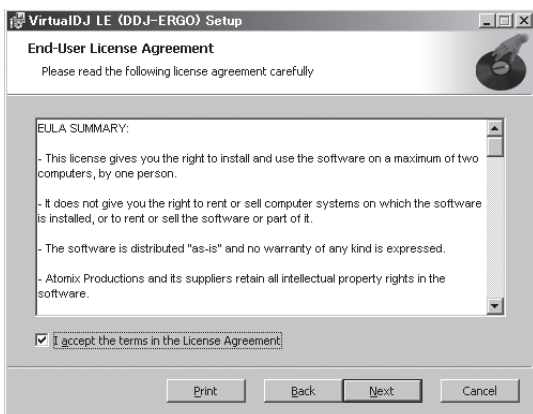 VirtualDJ LE (DDJ-ERGO) Setup
End-User License Agreement
Please read the following license agreement carefully
EULA SUMMARY:
- This license gives you the right to install and use the software on a maximum of two
computers, by one person.
- It does not give you the right to rent or sell computer systems on which the software
is installed, or to rent or sell the software or part of it.
- The software is distributed "as-is" and no warranty of any kind is expressed.
- Atomix Productions and its suppliers retain all intellectual property rights in the
software.
I accept the terms in the License Agreement
Print Back Next Cancel